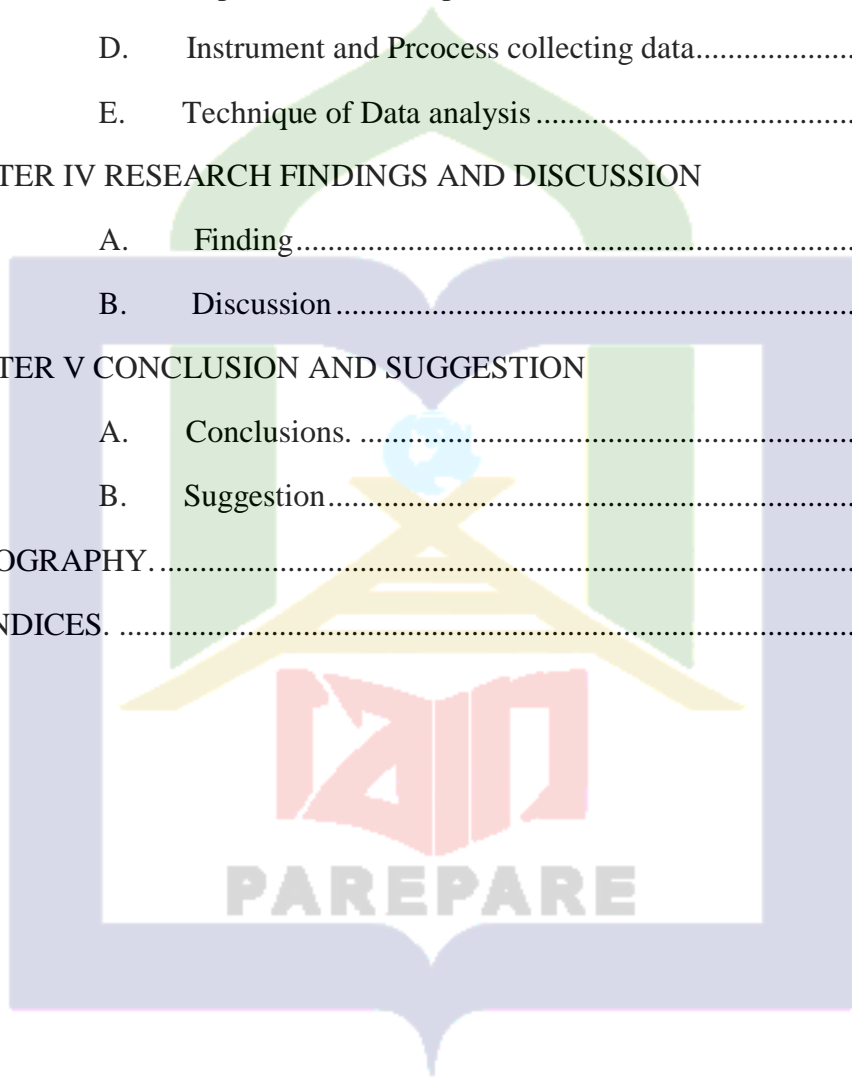 D. Instrument and Prcocess collecting data....................
E. Technique of Data analysis........................................
TER IV RESEARCH FINDINGS AND DISCUSSION
A. Finding......................................................................
B. Discussion.................................................................
TER V CONCLUSION AND SUGGESTION
A. Conclusions. .............................................................
B. Suggestion..................................................................
OGRAPHY. .......................................................................................
NDICES. ............................................................................................
iain
PAREPARE